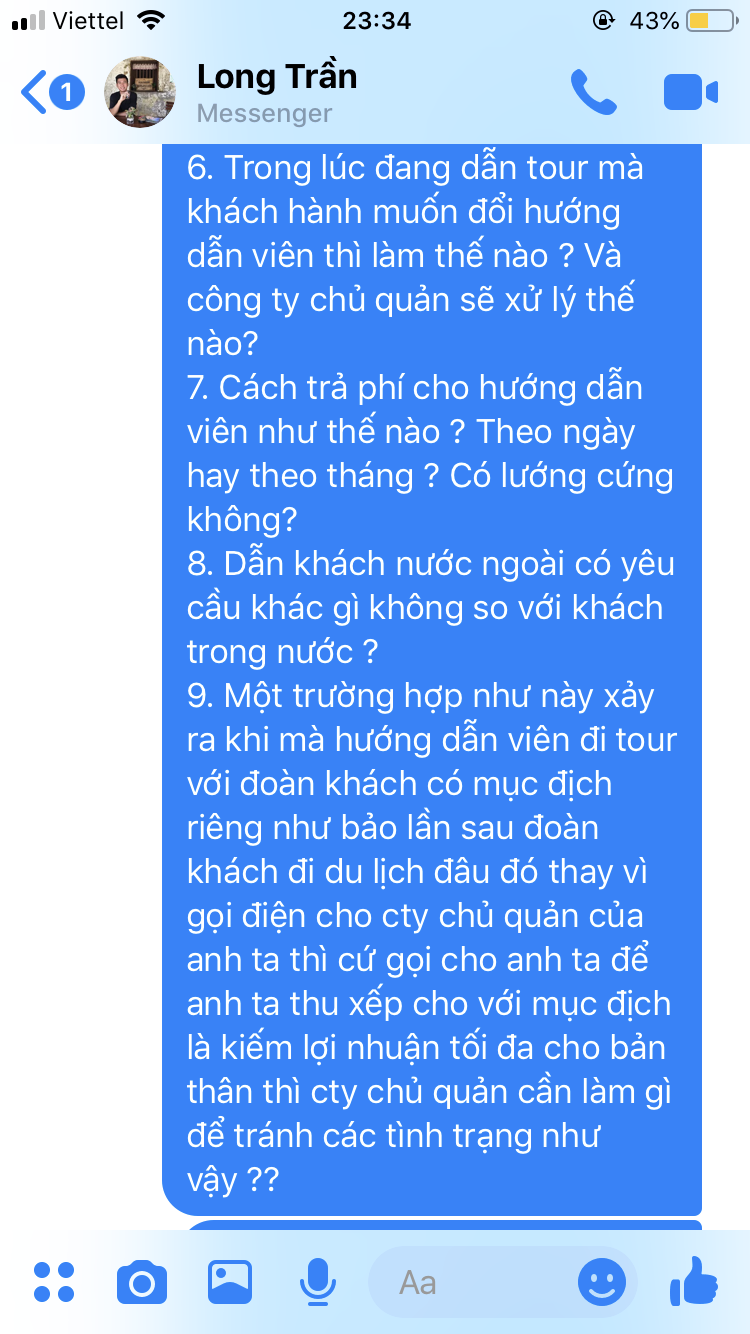 Viettel 23:34 43%
1 Long Trần
Messenger
6. Trong lúc đang dẫn tour mà
khách hành muốn đổi hướng
dẫn viên thì làm thế nào ? Và
công ty chủ quản sẽ xử lý thế
nào?
7. Cách trả phí cho hướng dẫn
viên như thế nào ? Theo ngày
hay theo tháng ? Có lướng cứng
không?
8. Dẫn khách nước ngoài có yêu
cầu khác gì không so với khách
trong nước ?
9. Một trường hợp như này xảy
ra khi mà hướng dẫn viên đi tour
với đoàn khách có mục địch
riêng như bảo lần sau đoàn
khách đi du lịch đâu đó thay vì
gọi điện cho cty chủ quản của
anh ta thì cứ gọi cho anh ta để
anh ta thu xếp cho với mục địch
là kiếm lợi nhuận tối đa cho bản
thân thì cty chủ quản cần làm gì
để tránh các tình trạng như
vậy ??
Aa